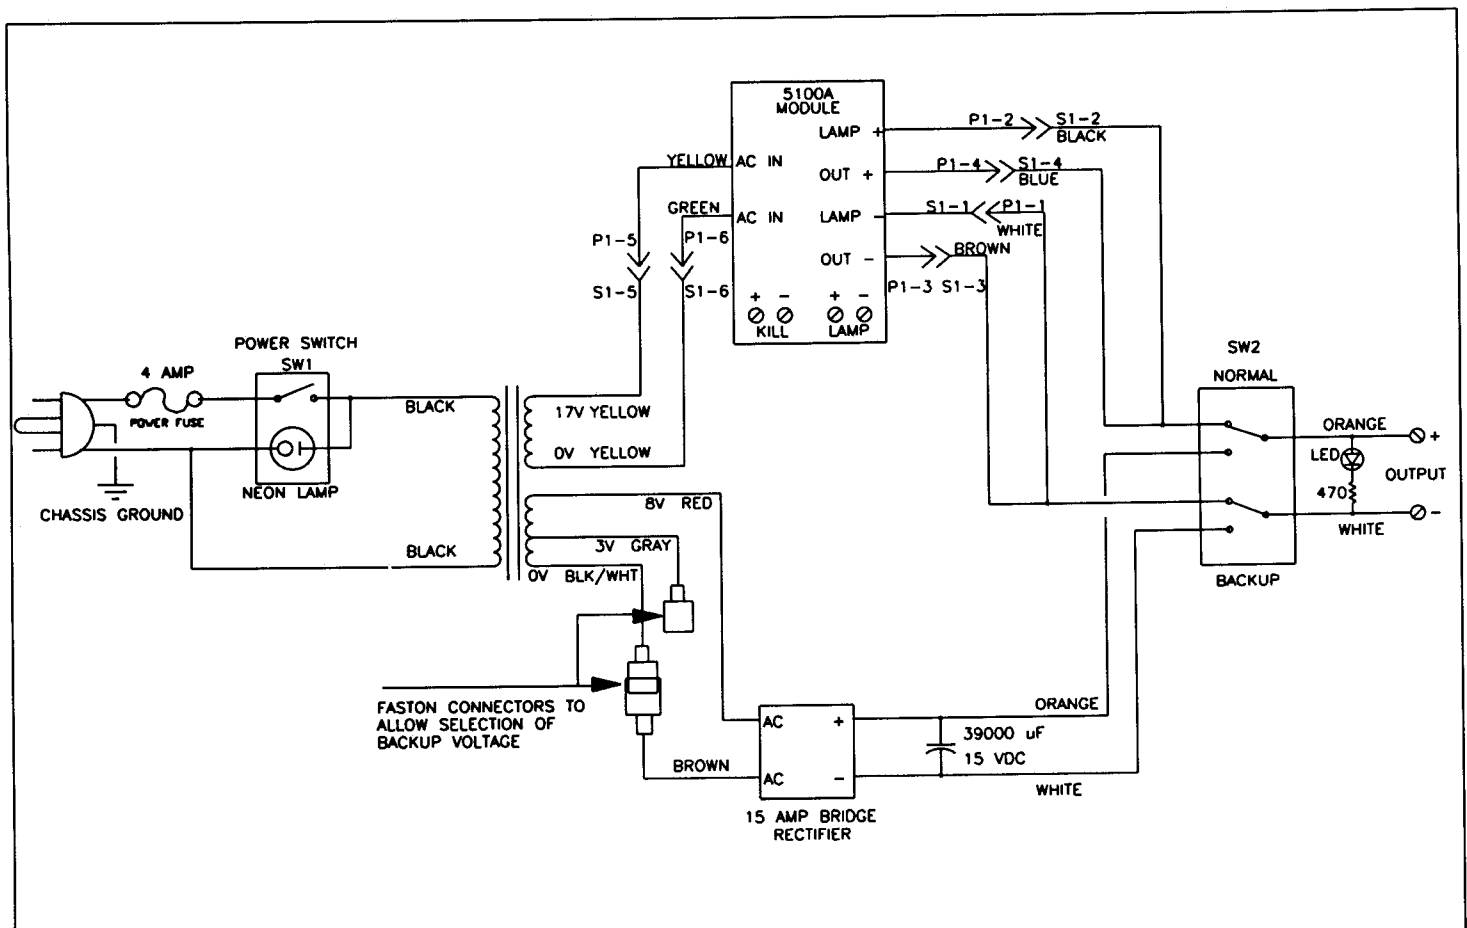 5100A
MODULE
LAMP +
P1-2
S1-2
BLACK
YELLOW
AC IN
OUT +
P1-4
S1-4
BLUE
GREEN
AC IN
LAMP -
S1-1
P1-1
WHITE
P1-5
P1-6
OUT -
BROWN
S1-5
S1-6
P1-3 S1-3
+ - + -
KILL LAMP
POWER SWITCH
SW1
4 AMP
POWER FUSE
BLACK
17V YELLOW
0V YELLOW
NEON LAMP
CHASSIS GROUND
BLACK
8V RED
3V GRAY
0V BLK/WHT
SW2
NORMAL
ORANGE
+
LED
OUTPUT
470
-
WHITE
BACKUP
FASTON CONNECTORS TO
ALLOW SELECTION OF
BACKUP VOLTAGE
BROWN
AC +
AC -
15 AMP BRIDGE
RECTIFIER
ORANGE
39000 uF
15 VDC
WHITE